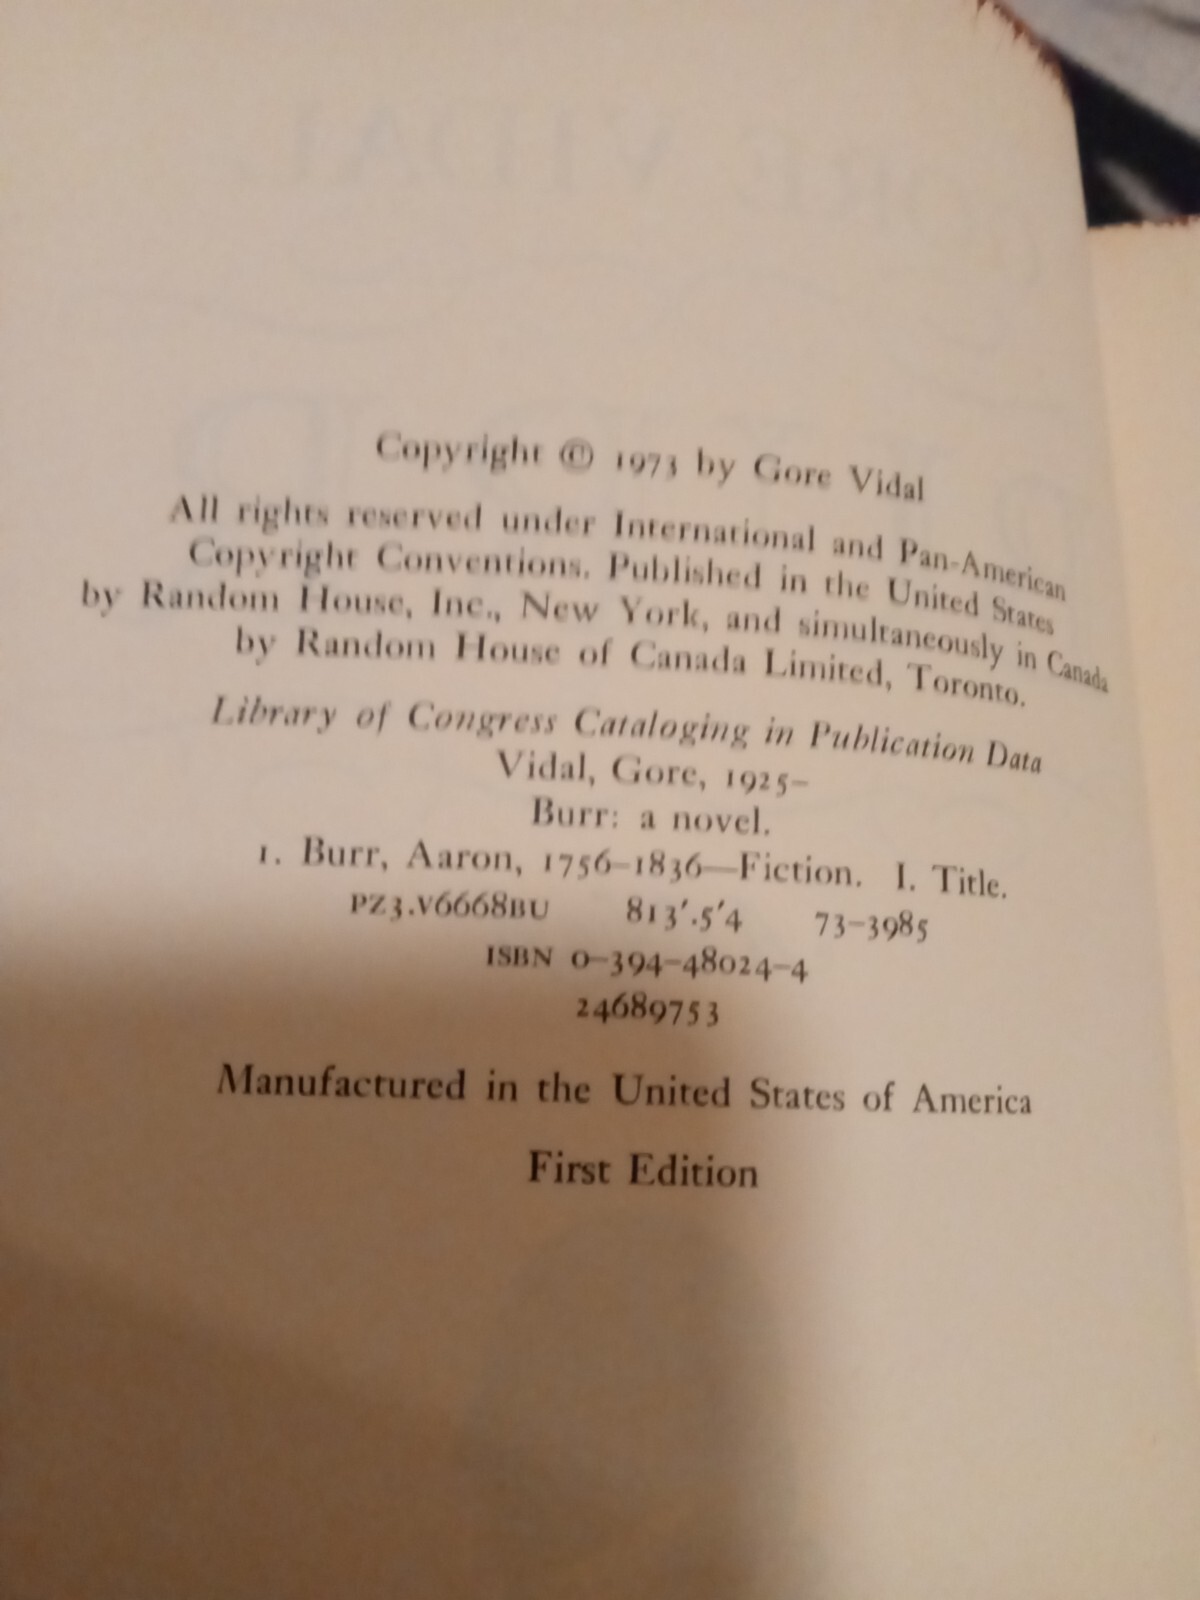 Copyright © 1973 by Gore Vidal
All rights reserved under International and Pan-American
Copyright Conventions. Published in the United States
by Random House, Inc., New York, and simultaneously in Canada
by Random House of Canada Limited, Toronto.
Library of Congress Cataloging in Publication Data
Vidal, Gore, 1925–
Burr: a novel.
1. Burr, Aaron, 1756–1836—Fiction. I. Title.
PZ3.V6668BU 813'.5'4 73–3985
ISBN 0–394–48024–4
24689753
Manufactured in the United States of America
First Edition